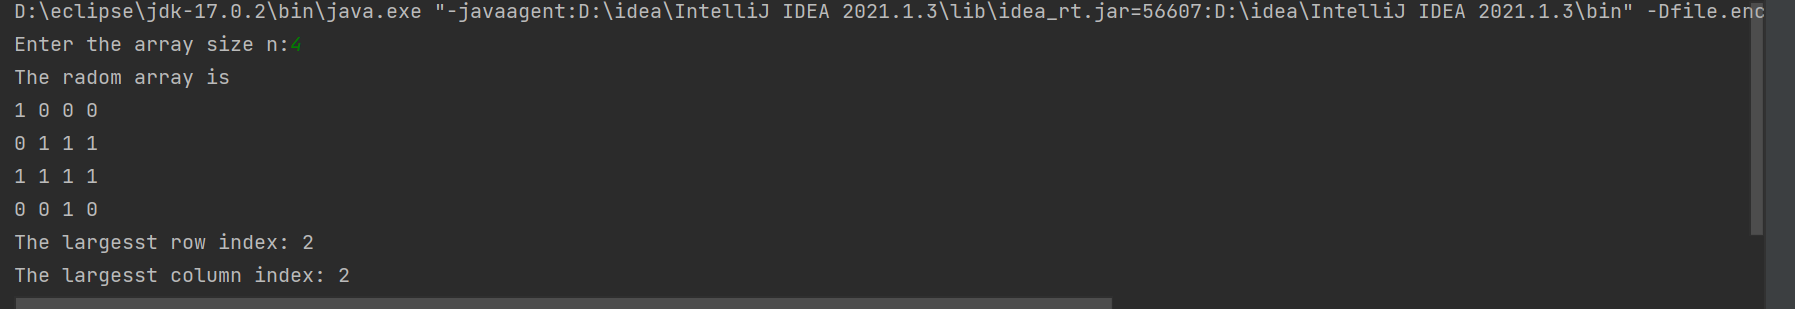 D:\eclipse\jdk-17.0.2\bin\java.exe "-javaagent:D:\idea\IntelliJ IDEA 2021.1.3\lib\idea_rt.jar=56607:D:\idea\IntelliJ IDEA 2021.1.3\bin" -Dfile.enc
Enter the array size n:4
The radom array is
1 0 0 0
0 1 1 1
1 1 1 1
0 0 1 0
The largesst row index: 2
The largesst column index: 2